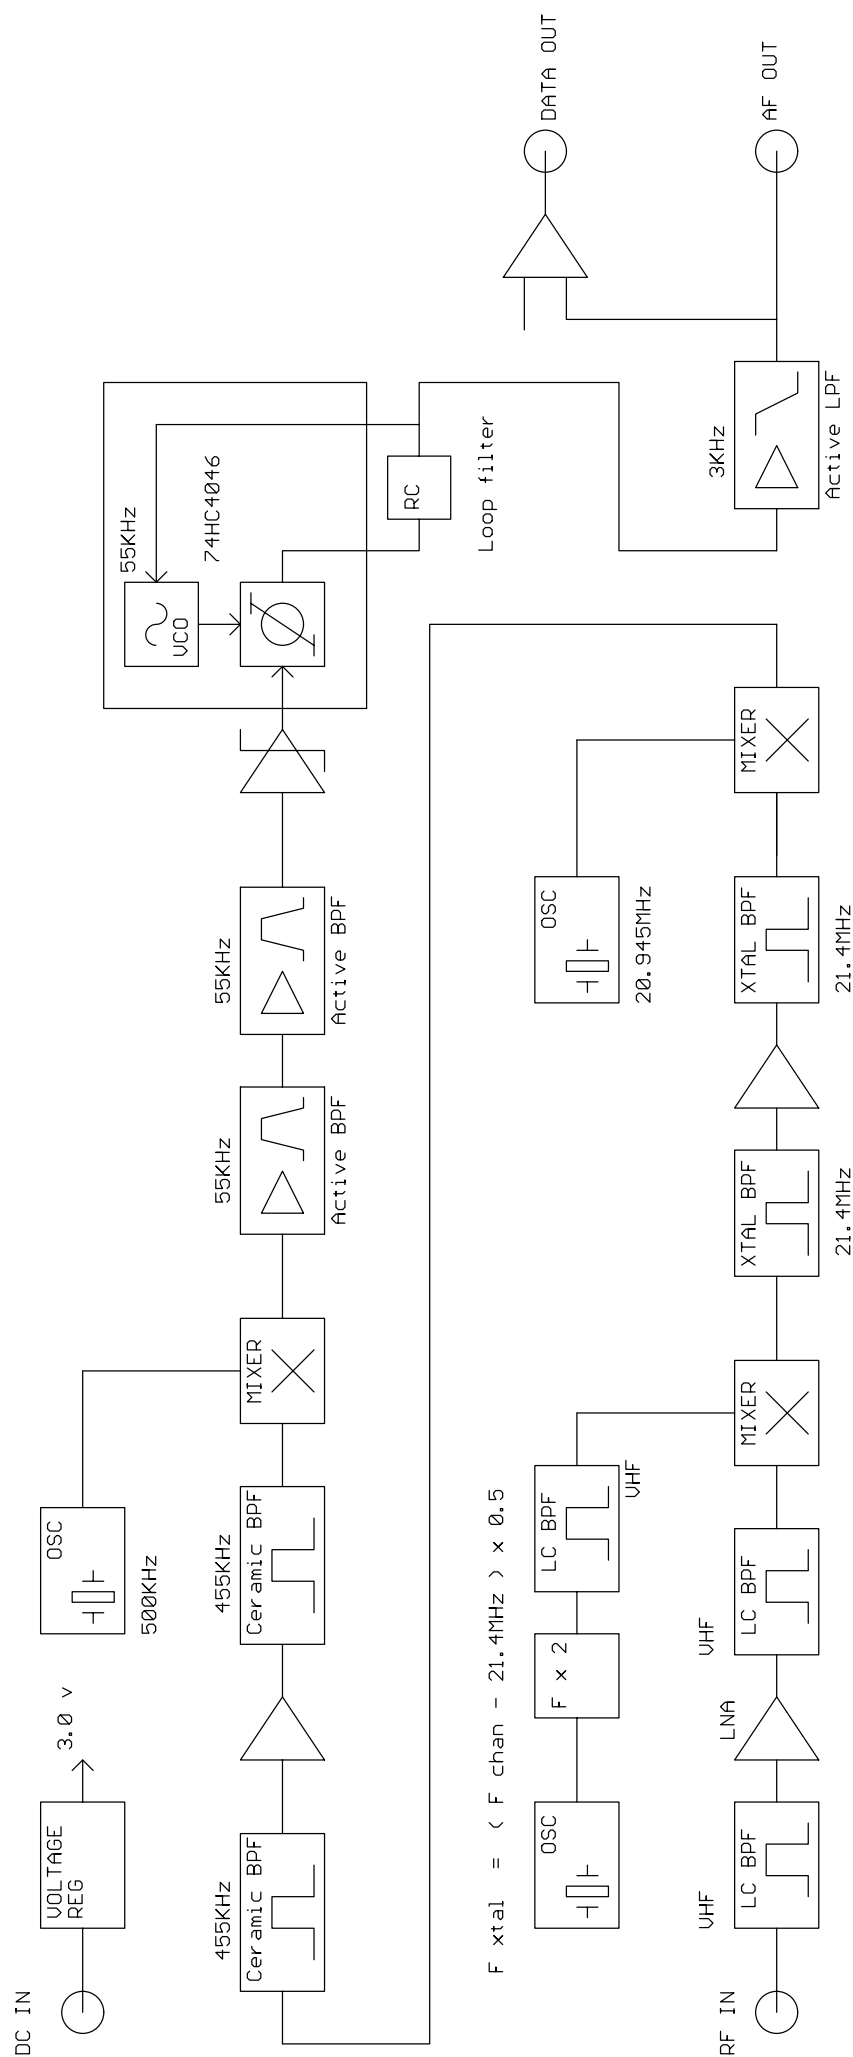 DC IN
VOLTAGE
REG
3.0 v
OSC
500KHz
455KHz
Ceramic BPF
455KHz
Ceramic BPF
MIXER
55KHz
Active BPF
55KHz
Active BPF
55KHz
VCO
74HC4046
RC
Loop filter
F xtal = ( F chan - 21.4MHz ) x 0.5
OSC
F x 2
LC BPF
VHF
OSC
20.945MHz
DATA OUT
RF IN
VHF
LC BPF
LNA
VHF
LC BPF
MIXER
XTAL BPF
21.4MHz
XTAL BPF
21.4MHz
MIXER
3KHz
Active LPF
AF OUT